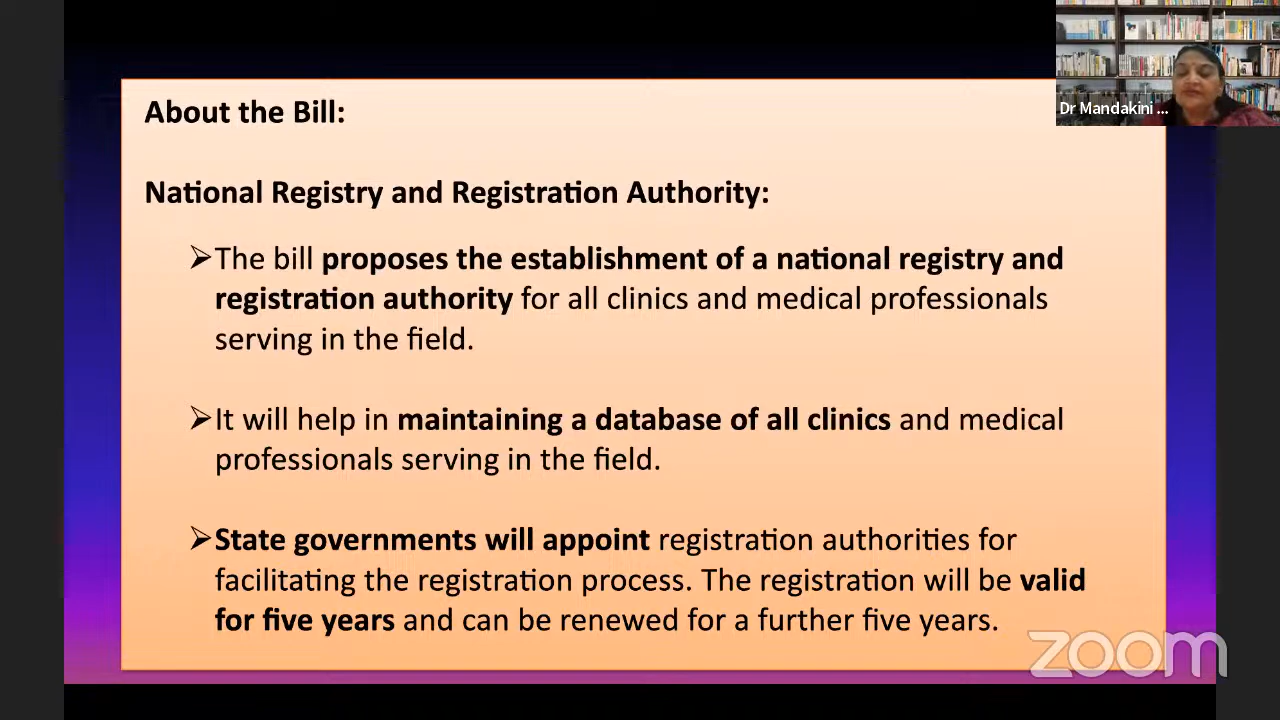 Dr Mandakini ...
About the Bill:
National Registry and Registration Authority:
➢The bill proposes the establishment of a national registry and
registration authority for all clinics and medical professionals
serving in the field.
➢It will help in maintaining a database of all clinics and medical
professionals serving in the field.
➢State governments will appoint registration authorities for
facilitating the registration process. The registration will be valid
for five years and can be renewed for a further five years.
zoom